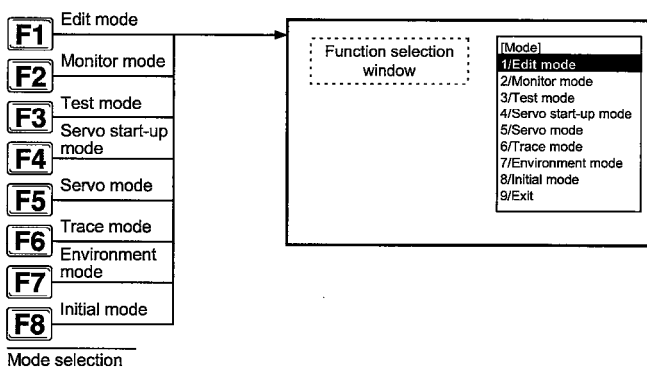 F1 Edit mode
F2 Monitor mode
F3 Test mode
F4 Servo start-up
mode
F5 Servo mode
F6 Trace mode
F7 Environment
mode
F8 Initial mode
Mode selection
Function selection
window
[Mode]
1/Edit mode
2/Monitor mode
3/Test mode
4/Servo start-up mode
5/Servo mode
6/Trace mode
7/Environment mode
8/Initial mode
9/Exit